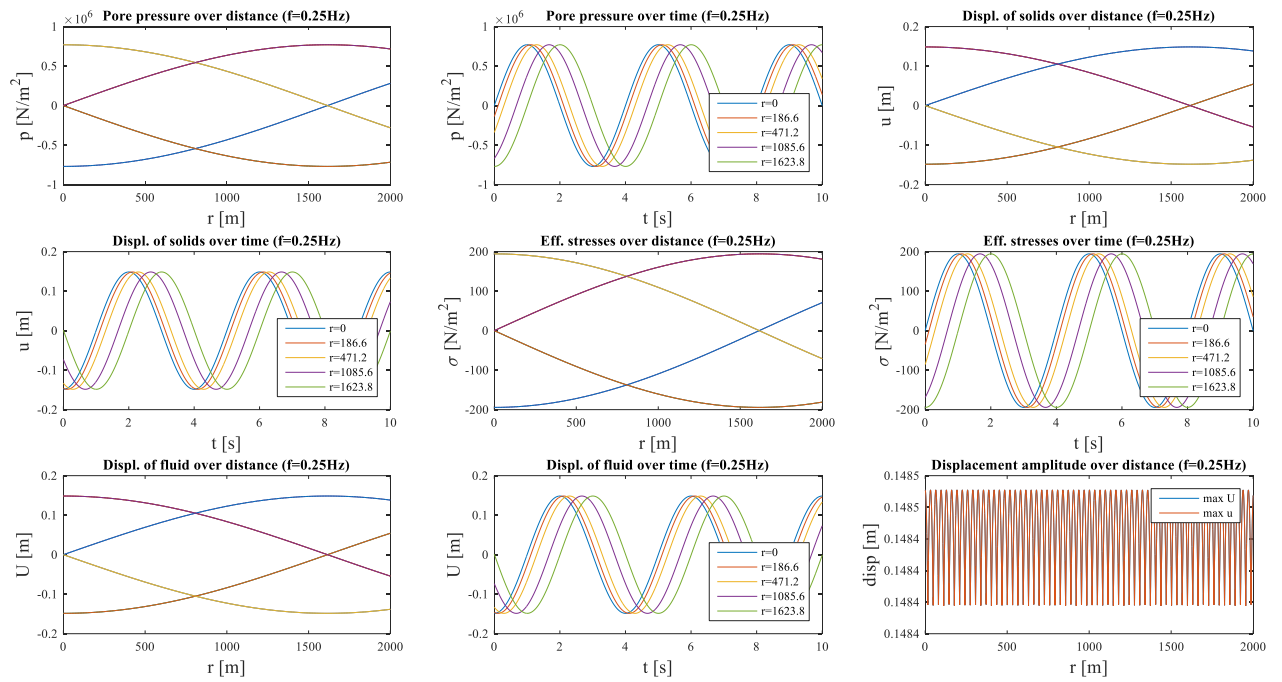 Pore pressure over distance (f=0.25Hz)
×10⁶
1
0.5
0
-0.5
-1
p [N/m²]
0 500 1000 1500 2000
r [m]
Pore pressure over time (f=0.25Hz)
×10⁶
1
0.5
0
-0.5
-1
p [N/m²]
r=0
r=186.6
r=471.2
r=1085.6
r=1623.8
0 2 4 6 8 10
t [s]
Displ. of solids over distance (f=0.25Hz)
0.2
0.1
0
-0.1
-0.2
u [m]
0 500 1000 1500 2000
r [m]
Displ. of solids over time (f=0.25Hz)
0.2
0.1
0
-0.1
-0.2
u [m]
r=0
r=186.6
r=471.2
r=1085.6
r=1623.8
0 2 4 6 8 10
t [s]
Eff. stresses over distance (f=0.25Hz)
200
100
0
-100
-200
σ [N/m²]
0 500 1000 1500 2000
r [m]
Eff. stresses over time (f=0.25Hz)
200
100
0
-100
-200
σ [N/m²]
r=0
r=186.6
r=471.2
r=1085.6
r=1623.8
0 2 4 6 8 10
t [s]
Displ. of fluid over distance (f=0.25Hz)
0.2
0.1
0
-0.1
-0.2
U [m]
0 500 1000 1500 2000
r [m]
Displ. of fluid over time (f=0.25Hz)
0.2
0.1
0
-0.1
-0.2
U [m]
r=0
r=186.6
r=471.2
r=1085.6
r=1623.8
0 2 4 6 8 10
t [s]
Displacement amplitude over distance (f=0.25Hz)
0.1485
0.1485
0.1484
0.1484
0.1484
disp [m]
max U
max u
0 500 1000 1500 2000
r [m]